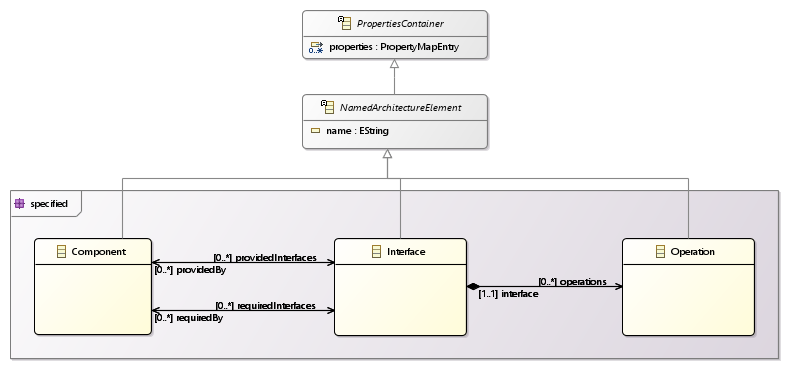 PropertiesContainer
0..* properties : PropertyMapEntry
NamedArchitectureElement
name : EString
specified
Component
Interface
Operation
[0..*] providedInterfaces
[0..*] providedBy
[0..*] requiredInterfaces
[0..*] requiredBy
[0..*] operations
[1..1] interface